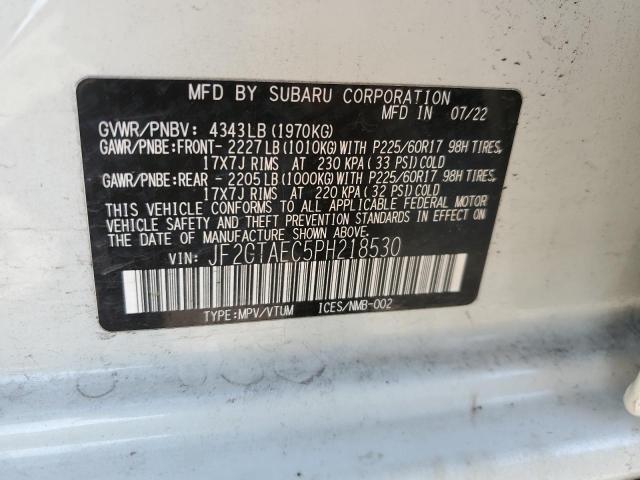 MFD BY SUBARU CORPORATION
MFD IN 07/22
GVWR/PNBV: 4343LB (1970KG)
GAWR/PNBE:FRONT- 2227LB (1010KG)WITH P225/60R17 98H TIRES,
17X7J RIMS AT 230 KPA (33 PSI)COLD
GAWR/PNBE:REAR - 2205LB (1000KG)WITH P225/60R17 98H TIRES,
17X7J RIMS AT 220 KPA (32 PSI)COLD
THIS VEHICLE CONFORMS TO ALL APPLICABLE FEDERAL MOTOR
VEHICLE SAFETY AND THEFT PREVENTION STANDARDS IN EFFECT ON
THE DATE OF MANUFACTURE SHOWN ABOVE.
VIN: JF2GTAEC5PH218530
TYPE:MPV/VTUM ICES/NMB-002